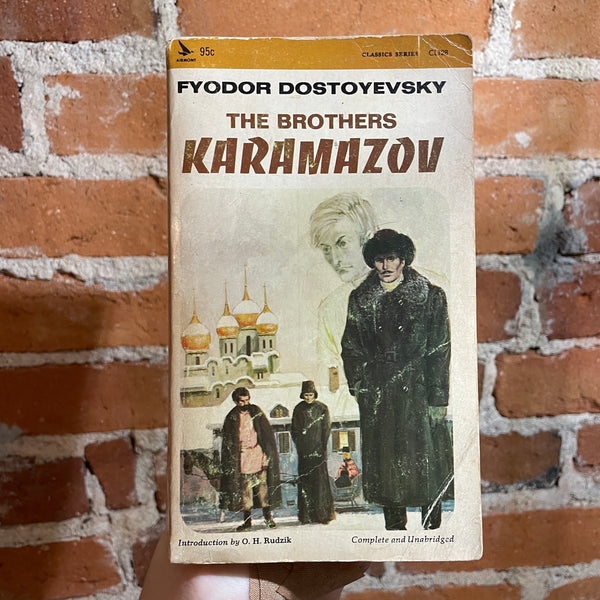 95c CLASSICS SERIES
AIRMONT
FYODOR DOSTOYEVSKY
THE BROTHERS
KARAMAZOV
Introduction by O. H. Rudzik Complete and Unabridged